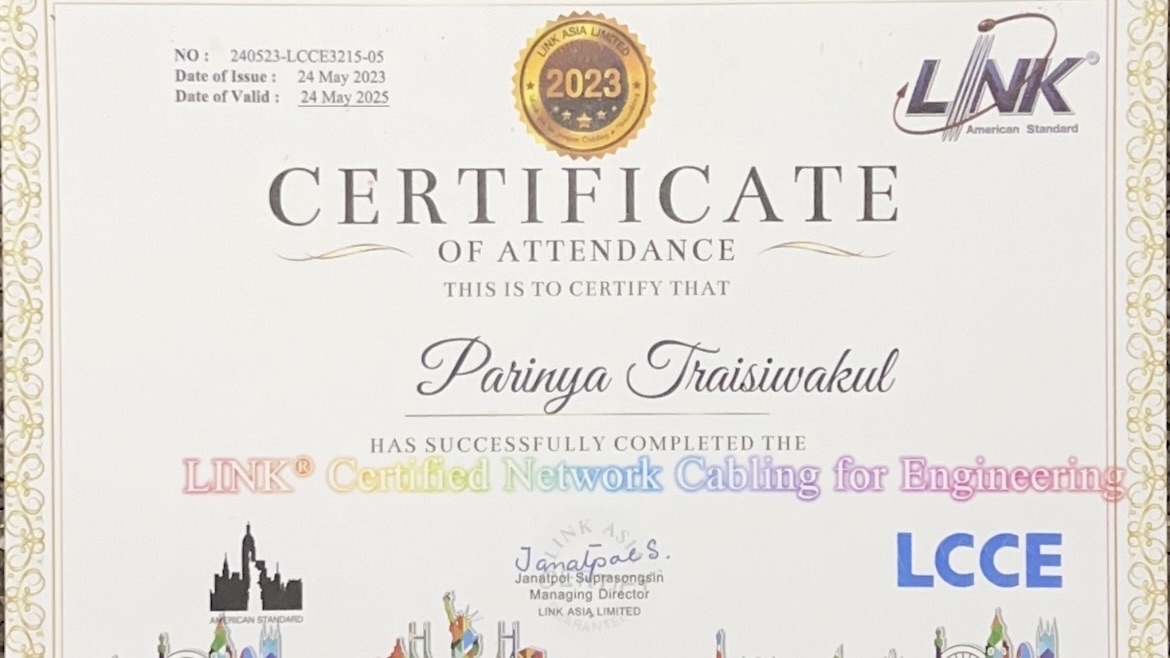 NO : 240523-LCCE3215-05
Date of Issue : 24 May 2023
Date of Valid : 24 May 2025
LINK ASIA LIMITED
2023
LINK®
American Standard
CERTIFICATE
OF ATTENDANCE
THIS IS TO CERTIFY THAT
Parinya Traisiwakul
HAS SUCCESSFULLY COMPLETED THE
LINK® Certified Network Cabling for Engineering
AMERICAN STANDARD
LINK ASIA
Janatpol S.
Janatpol Suprasongsin
Managing Director
LINK ASIA LIMITED
LCCE